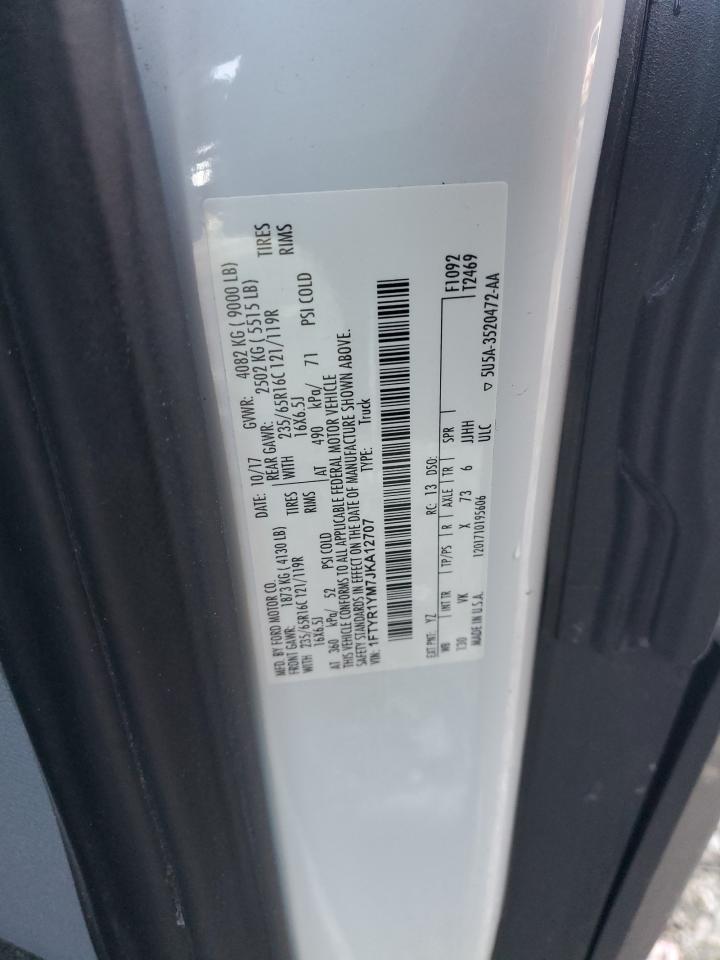 MFD. BY FORD MOTOR CO.
DATE: 10/17 GVWR: 4082 KG ( 9000 LB)
FRONT GAWR: 1873 KG ( 4130 LB) REAR GAWR: 2502 KG ( 5515 LB)
WITH 235/65R16C 121/119R TIRES WITH 235/65R16C 121/119R TIRES
16X6.5J RIMS 16X6.5J RIMS
AT 360 kPa/ 52 PSI COLD AT 490 kPa/ 71 PSI COLD
THIS VEHICLE CONFORMS TO ALL APPLICABLE FEDERAL MOTOR VEHICLE
SAFETY STANDARDS IN EFFECT ON THE DATE OF MANUFACTURE SHOWN ABOVE.
VIN: 1FTYR1YM7JKA12707 TYPE: Truck
F1092
T2469
EXT PNT: YZ RC: 13 DSO:
WB INT TR TP/PS R AXLE TR SPR
130 VK X 73 6 JJHH
ULC
MADE IN U.S.A. 1201710195606 ▽ 5U5A-3520472-AA